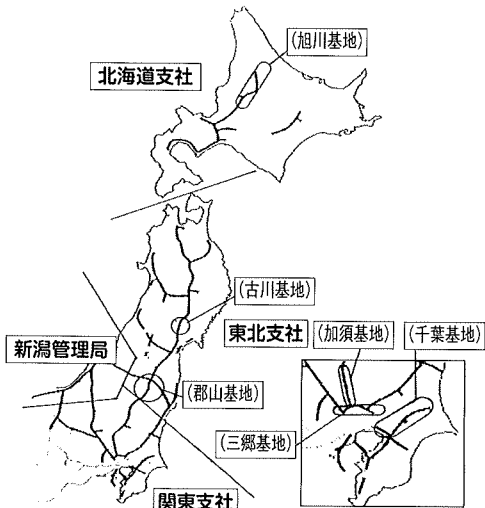 (旭川基地)
北海道支社
(古川基地)
東北支社
(加須基地)
(千葉基地)
新潟管理局
(郡山基地)
(三郷基地)
関東支社